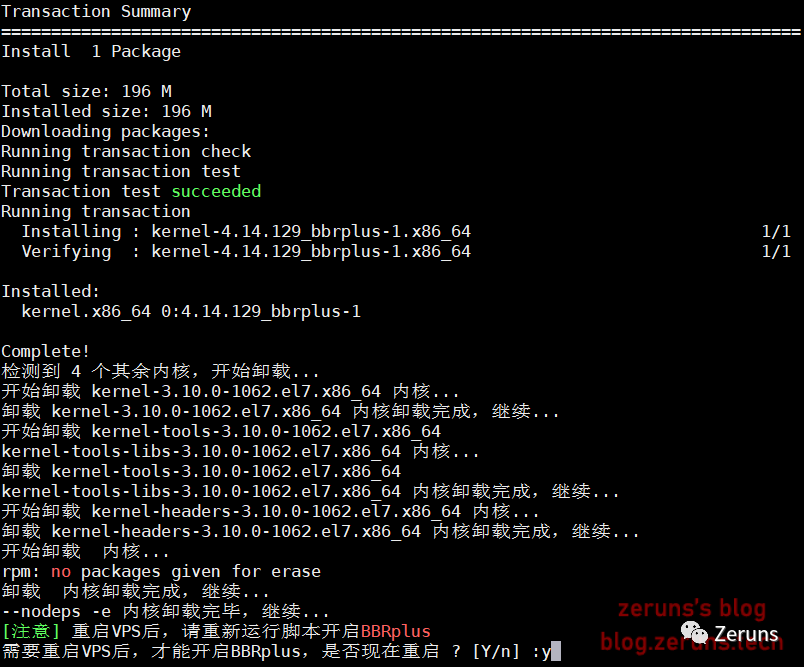 Transaction Summary
================================================================================
Install  1 Package
Total size: 196 M
Installed size: 196 M
Downloading packages:
Running transaction check
Running transaction test
Transaction test succeeded
Running transaction
  Installing : kernel-4.14.129_bbrplus-1.x86_64                             1/1
  Verifying  : kernel-4.14.129_bbrplus-1.x86_64                             1/1
Installed:
  kernel.x86_64 0:4.14.129_bbrplus-1
Complete!
检测到 4 个其余内核，开始卸载...
开始卸载 kernel-3.10.0-1062.el7.x86_64 内核...
卸载 kernel-3.10.0-1062.el7.x86_64 内核卸载完成，继续...
开始卸载 kernel-tools-3.10.0-1062.el7.x86_64
kernel-tools-libs-3.10.0-1062.el7.x86_64 内核...
卸载 kernel-tools-3.10.0-1062.el7.x86_64
kernel-tools-libs-3.10.0-1062.el7.x86_64 内核卸载完成，继续...
开始卸载 kernel-headers-3.10.0-1062.el7.x86_64 内核...
卸载 kernel-headers-3.10.0-1062.el7.x86_64 内核卸载完成，继续...
开始卸载  内核...
rpm: no packages given for erase
卸载  内核卸载完成，继续...
--nodeps -e 内核卸载完毕，继续...
[注意] 重启VPS后，请重新运行脚本开启BBRplus
需要重启VPS后，才能开启BBRplus，是否现在重启 ? [Y/n] :y
zeruns's blog
blog.zeruns.tech
Zeruns